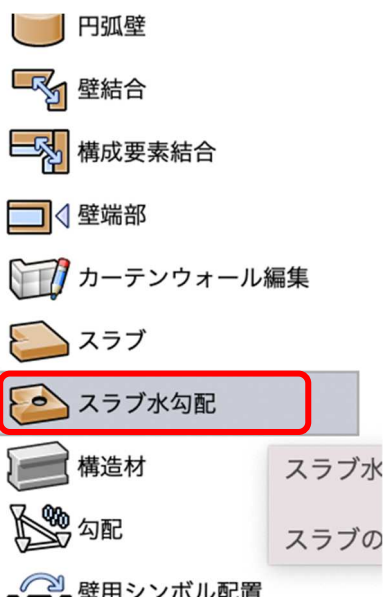 円弧壁
壁結合
構成要素結合
壁端部
カーテンウォール編集
スラブ
スラブ水勾配
構造材
スラブ水
勾配
スラブの
壁用シンボル配置